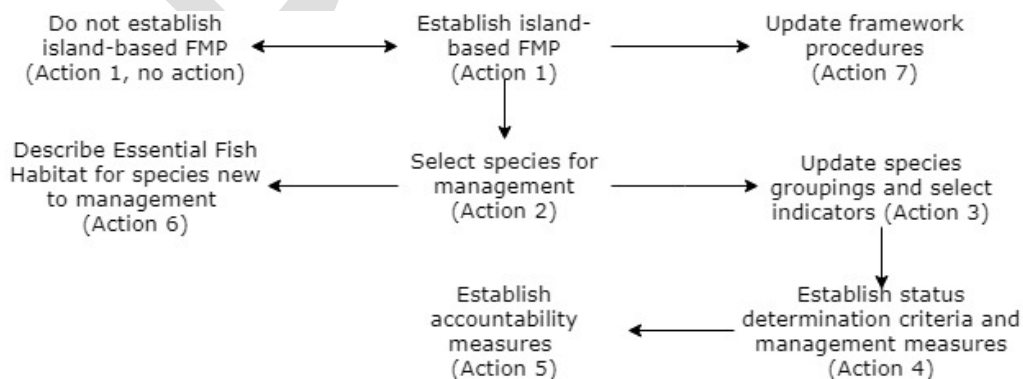 Do not establish
island-based FMP
(Action 1, no action)
Establish island-
based FMP
(Action 1)
Update framework
procedures
(Action 7)
Describe Essential Fish
Habitat for species new
to management
(Action 6)
Select species for
management
(Action 2)
Update species
groupings and select
indicators (Action 3)
Establish
accountability
measures
(Action 5)
Establish status
determination criteria and
management measures
(Action 4)